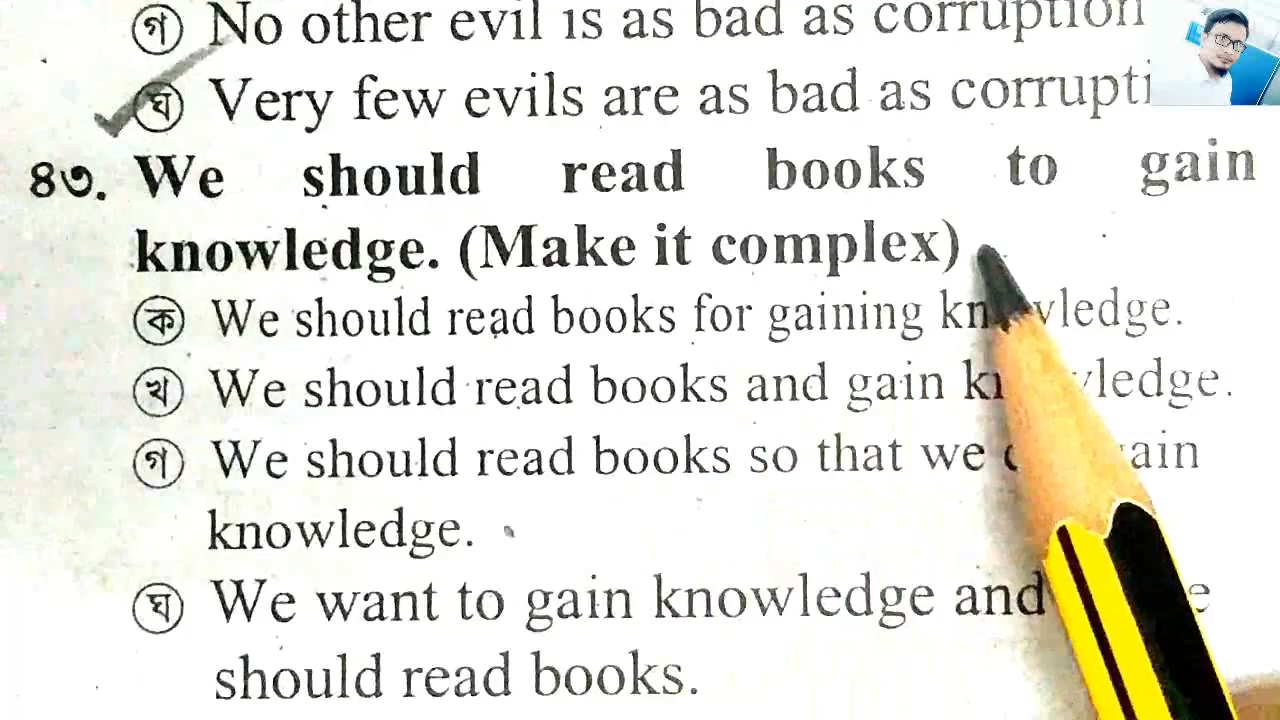 গ No other evil is as bad as corruption
ঘ Very few evils are as bad as
৪৩. We should read books to gain
knowledge. (Make it complex)
ক We should read books for gaining
খ We should read books and gain
গ We should read books so that we
knowledge.
ঘ We want to gain knowledge and
should read books.